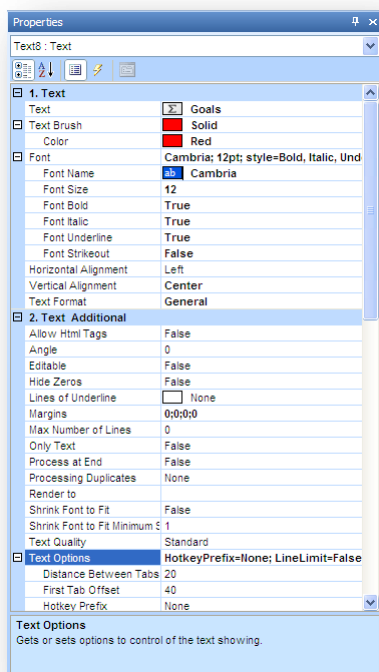 Properties
Text8 : Text
1. Text
Text Σ Goals
Text Brush Solid
Color Red
Font Cambria; 12pt; style=Bold, Italic, Und
Font Name ab Cambria
Font Size 12
Font Bold True
Font Italic True
Font Underline True
Font Strikeout False
Horizontal Alignment Left
Vertical Alignment Center
Text Format General
2. Text Additional
Allow Html Tags False
Angle 0
Editable False
Hide Zeros False
Lines of Underline None
Margins 0;0;0;0
Max Number of Lines 0
Only Text False
Process at End False
Processing Duplicates None
Render to
Shrink Font to Fit False
Shrink Font to Fit Minimum S 1
Text Quality Standard
Text Options HotkeyPrefix=None; LineLimit=False
Distance Between Tabs 20
First Tab Offset 40
Hotkey Prefix None
Text Options
Gets or sets options to control of the text showing.